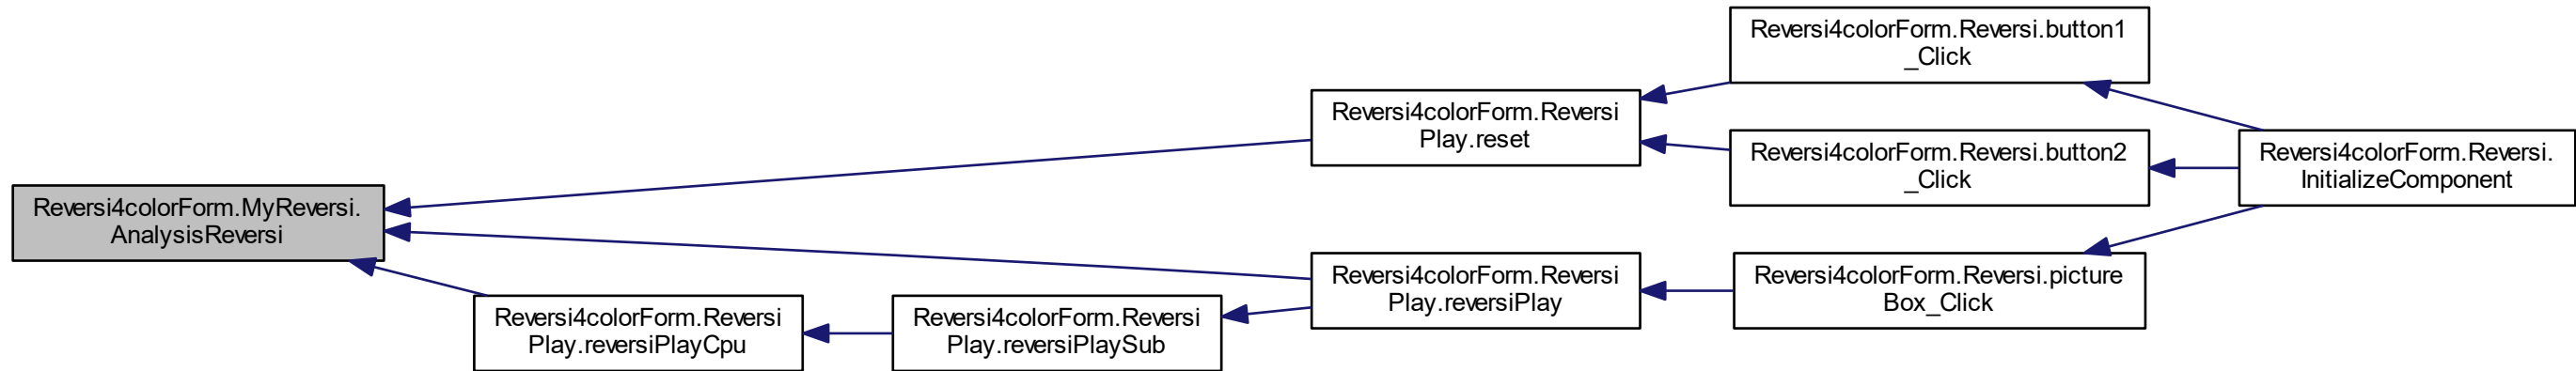 Reversi4colorForm.MyReversi.
AnalysisReversi
Reversi4colorForm.Reversi
Play.reset
Reversi4colorForm.Reversi.button1
_Click
Reversi4colorForm.Reversi.button2
_Click
Reversi4colorForm.Reversi.
InitializeComponent
Reversi4colorForm.Reversi
Play.reversiPlay
Reversi4colorForm.Reversi.picture
Box_Click
Reversi4colorForm.Reversi
Play.reversiPlayCpu
Reversi4colorForm.Reversi
Play.reversiPlaySub